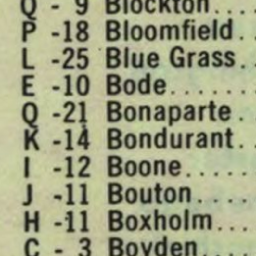 Q - 9 Blockton....
P -18 Bloomfield..
L -25 Blue Grass..
E -10 Bode.......
Q -21 Bonaparte.
K -14 Bondurant..
I -12 Boone.....
J -11 Bouton....
H -11 Boxholm...
C - 3 Boyden....